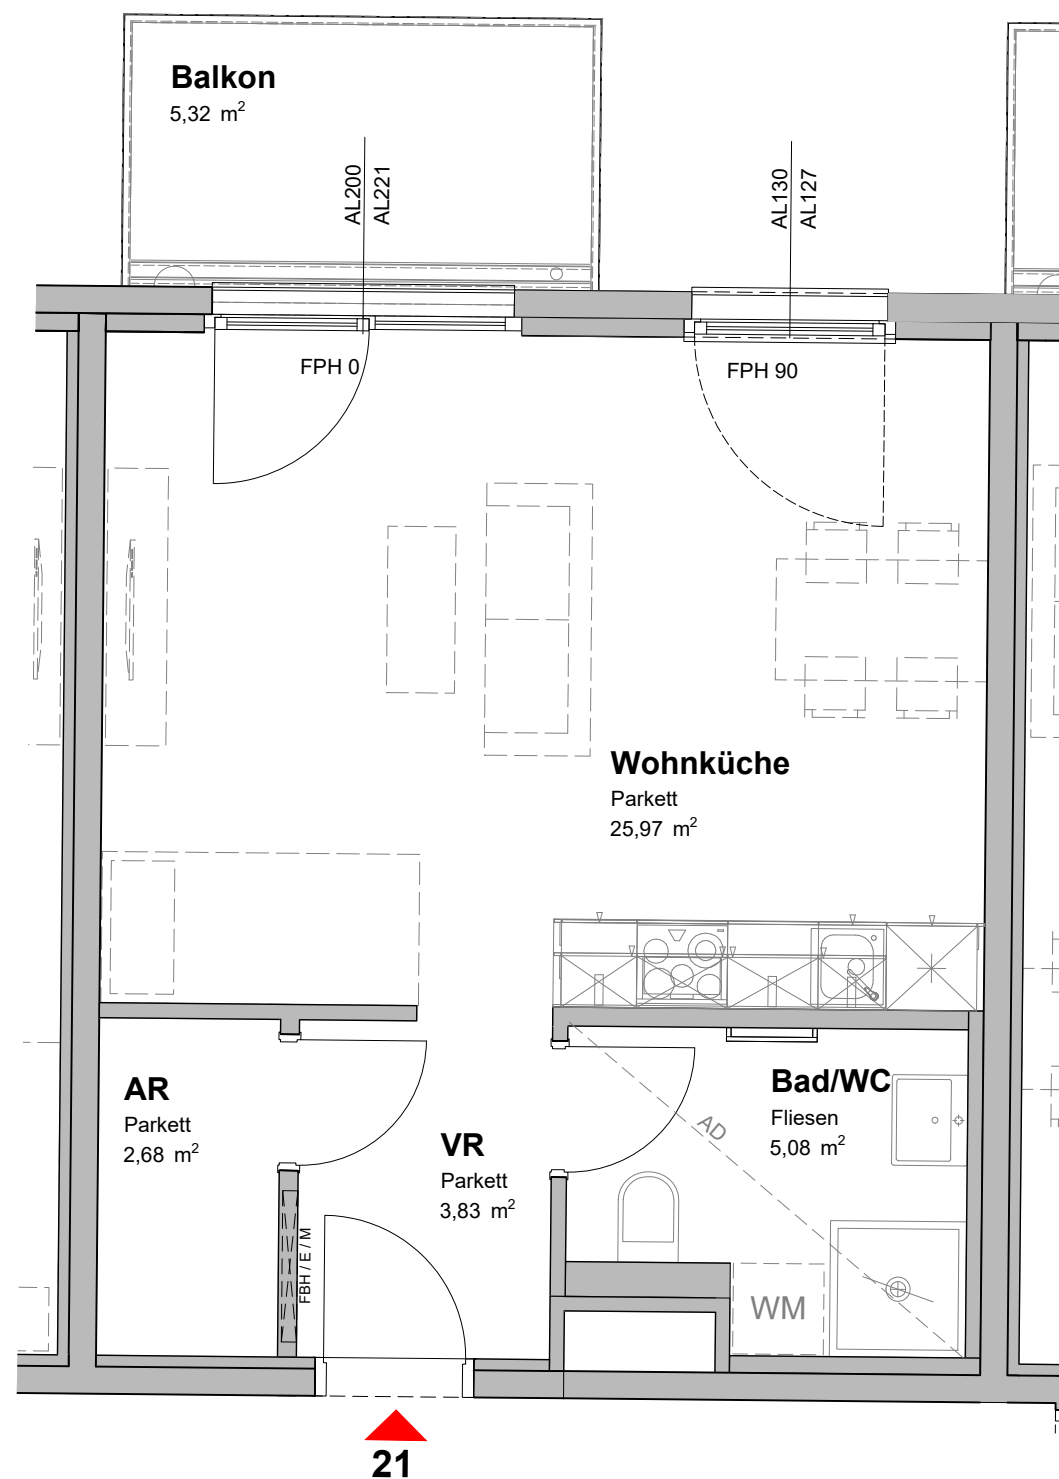 Balkon
5,32 m²
AL200
AL221
AL130
AL127
FPH 0
FPH 90
Wohnküche
Parkett
25,97 m²
AR
Parkett
2,68 m²
VR
Parkett
3,83 m²
Bad/WC
Fliesen
5,08 m²
AD
FBH / E / M
WM
21